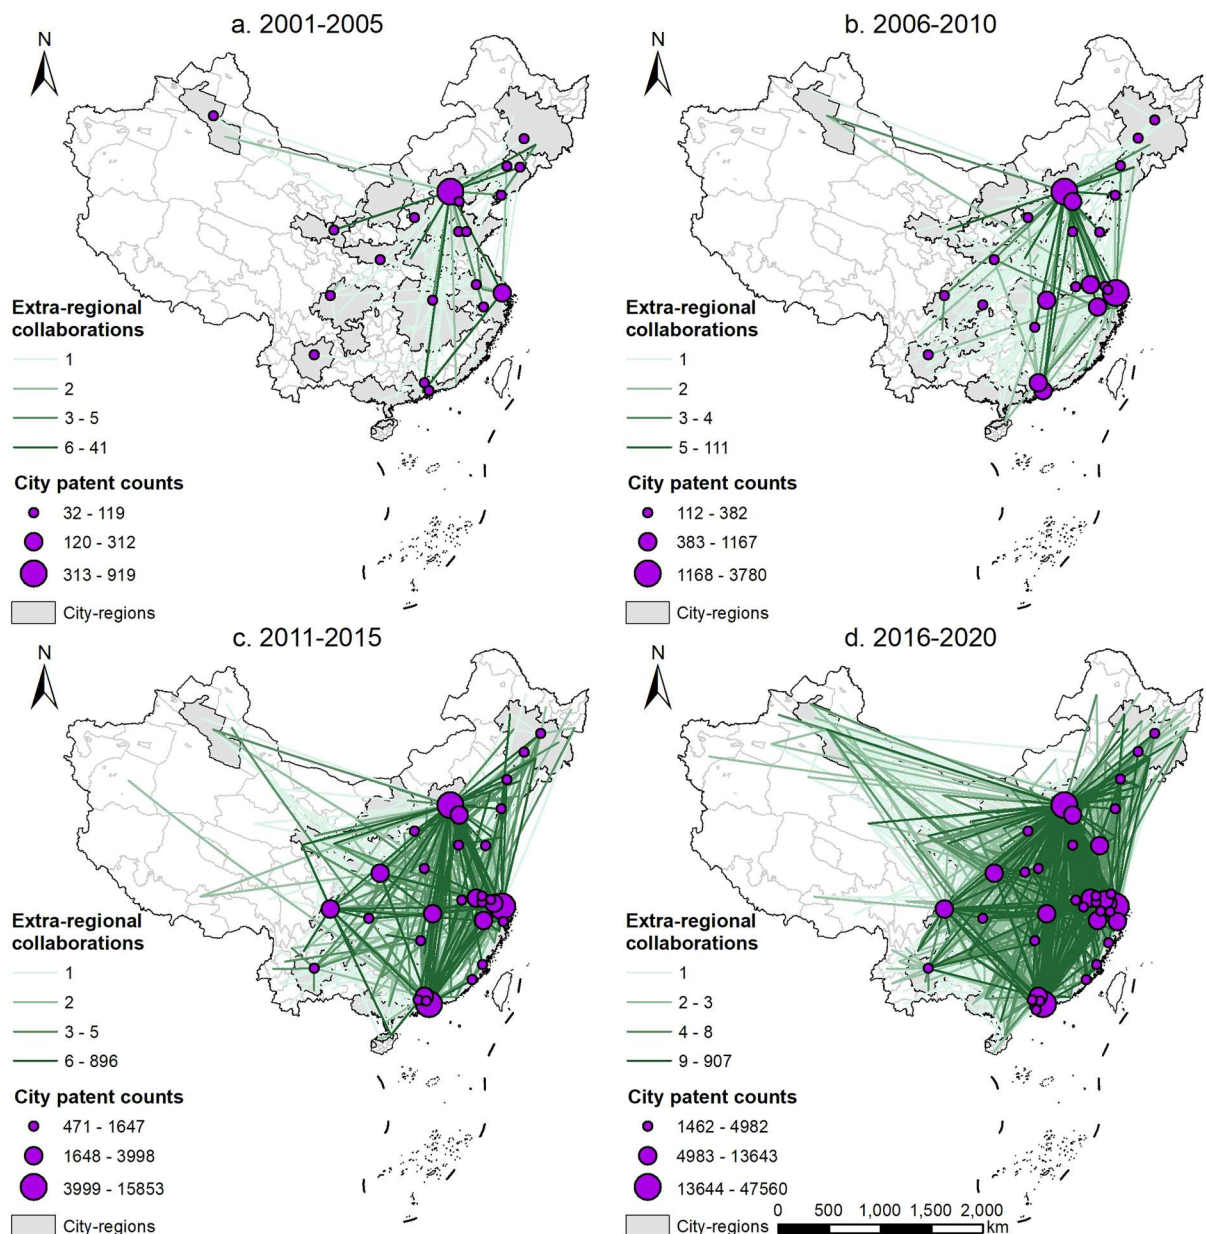 a. 2001-2005
N
Extra-regional
collaborations
1
2
3 - 5
6 - 41
City patent counts
32 - 119
120 - 312
313 - 919
City-regions
b. 2006-2010
N
Extra-regional
collaborations
1
2
3 - 4
5 - 111
City patent counts
112 - 382
383 - 1167
1168 - 3780
City-regions
c. 2011-2015
N
Extra-regional
collaborations
1
2
3 - 5
6 - 896
City patent counts
471 - 1647
1648 - 3998
3999 - 15853
City-regions
d. 2016-2020
N
Extra-regional
collaborations
1
2 - 3
4 - 8
9 - 907
City patent counts
1462 - 4982
4983 - 13643
13644 - 47560
City-regions
0 500 1,000 1,500 2,000
km